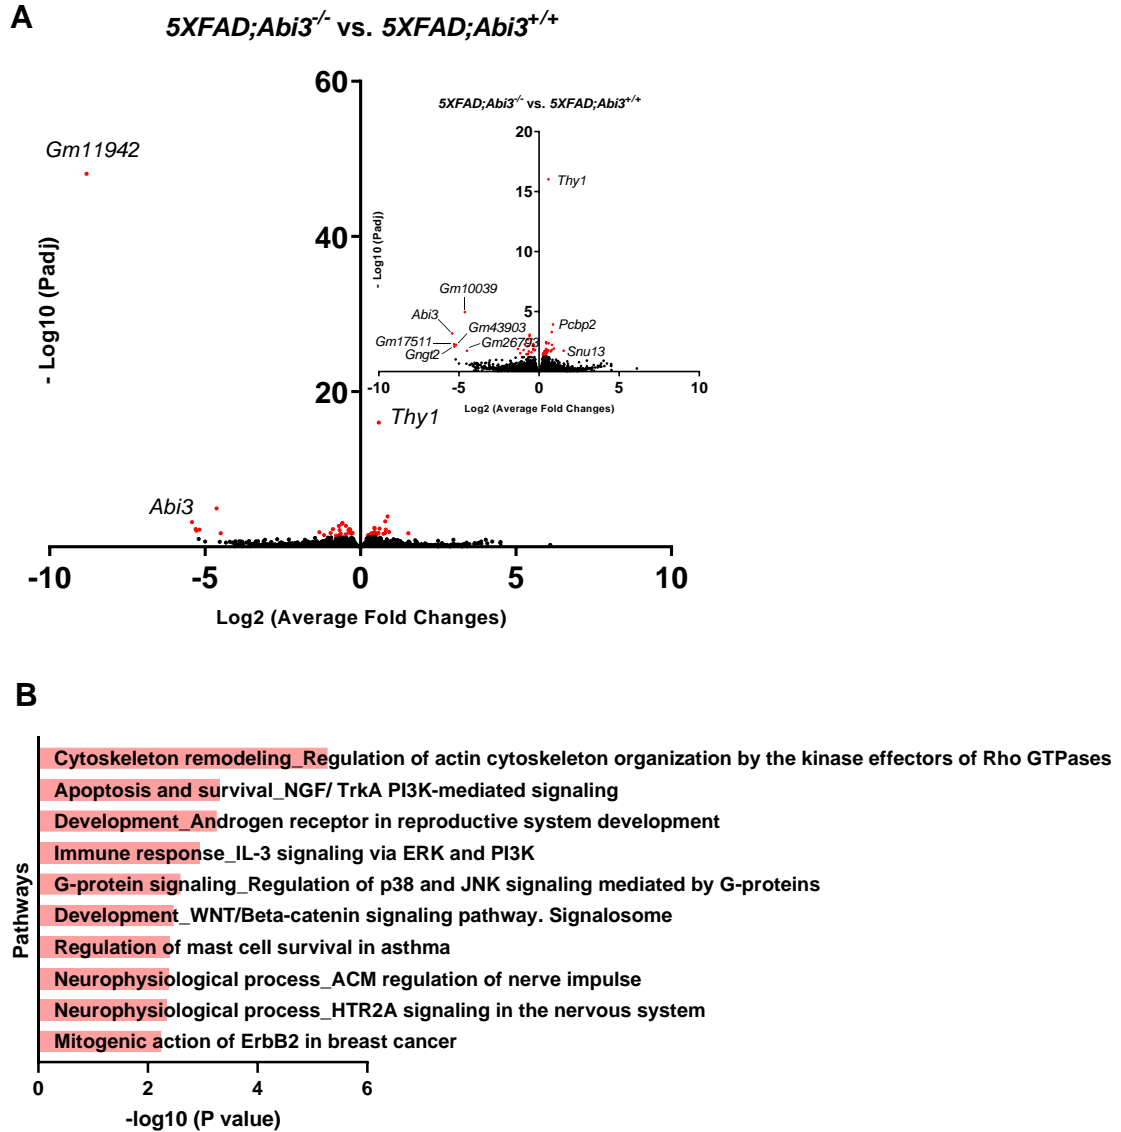 A
5XFAD;Abi3-/- vs. 5XFAD;Abi3+/+
60
40
20
- Log10 (Padj)
Gm11942
Thy1
Abi3
-10 -5 0 5 10
Log2 (Average Fold Changes)
5XFAD;Abi3-/- vs. 5XFAD;Abi3+/+
20
15
10
5
- Log10 (Padj)
Thy1
Gm10039
Abi3
Gm43903
Gm17511
Gm26793
Gngt2
Pcbp2
Snu13
-10 -5 0 5 10
Log2 (Average Fold Changes)
B
Pathways
Cytoskeleton remodeling_Regulation of actin cytoskeleton organization by the kinase effectors of Rho GTPases
Apoptosis and survival_NGF/ TrkA PI3K-mediated signaling
Development_Androgen receptor in reproductive system development
Immune response_IL-3 signaling via ERK and PI3K
G-protein signaling_Regulation of p38 and JNK signaling mediated by G-proteins
Development_WNT/Beta-catenin signaling pathway. Signalosome
Regulation of mast cell survival in asthma
Neurophysiological process_ACM regulation of nerve impulse
Neurophysiological process_HTR2A signaling in the nervous system
Mitogenic action of ErbB2 in breast cancer
0 2 4 6
-log10 (P value)